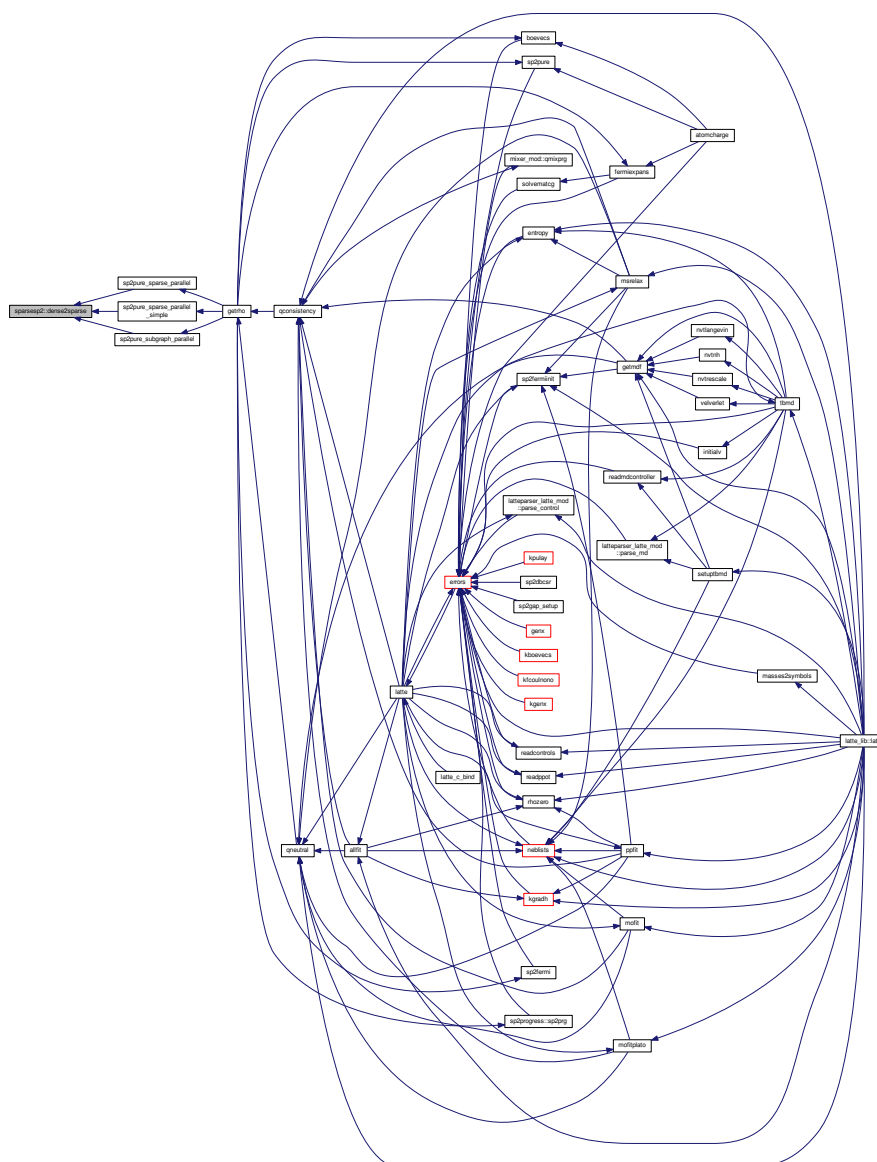 boevecs
sp2pure
atomcharge
mixer_mod::qmixprg
fermiexpans
solvematcg
entropy
msrelax
sp2pure_sparse_parallel
sparsesp2::dense2sparse
sp2pure_sparse_parallel
_simple
getrho
qconsistency
sp2pure_subgraph_parallel
nvtlangevin
nvtnh
getmdf
sp2fermiinit
nvtrescale
velverlet
tbmd
initialv
readmdcontroller
latteparser_latte_mod
::parse_control
latteparser_latte_mod
::parse_md
kpulay
setuptbmd
errors
sp2dbcsr
sp2gap_setup
genx
kboevecs
masses2symbols
kfcoulnono
latte
kgenx
latte_lib::lat
readcontrols
latte_c_bind
readppot
rhozero
qneutral
allfit
neblists
ppfit
kgradh
mofit
sp2fermi
sp2progress::sp2prg
mofitplato